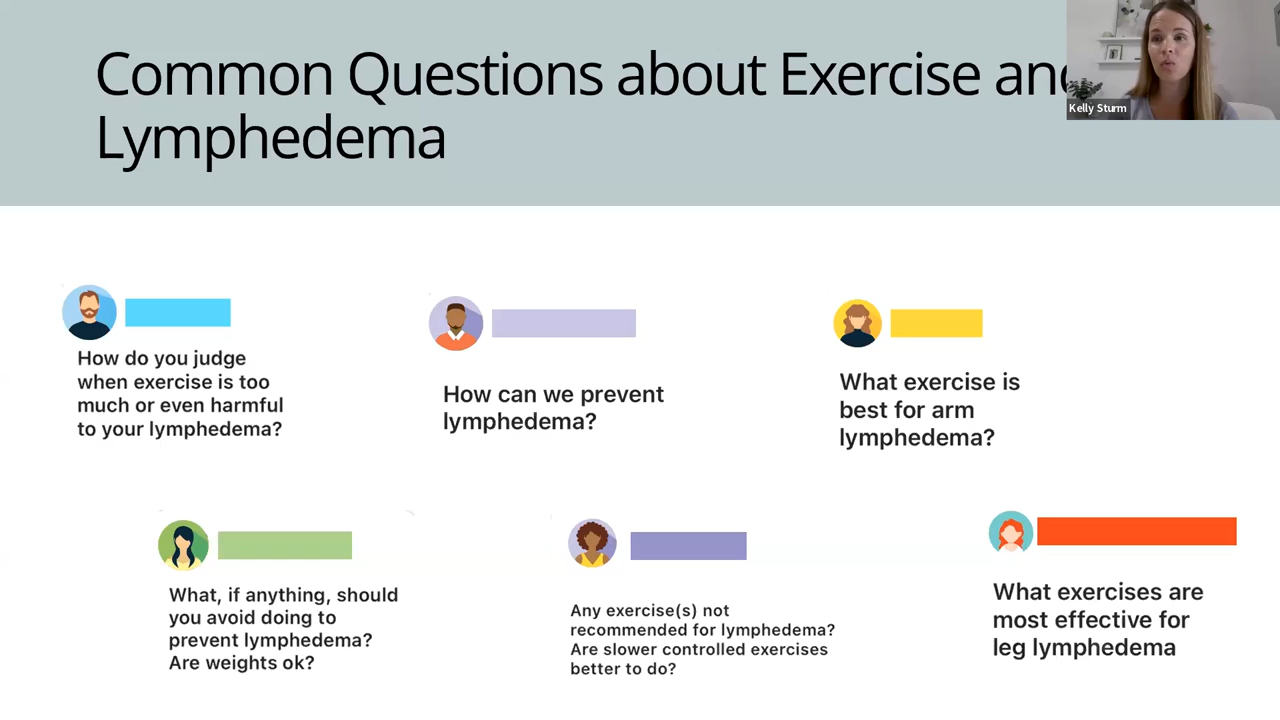 Common Questions about Exercise and
Lymphedema
Kelly Sturm
How do you judge
when exercise is too
much or even harmful
to your lymphedema?
How can we prevent
lymphedema?
What exercise is
best for arm
lymphedema?
What, if anything, should
you avoid doing to
prevent lymphedema?
Are weights ok?
Any exercise(s) not
recommended for lymphedema?
Are slower controlled exercises
better to do?
What exercises are
most effective for
leg lymphedema